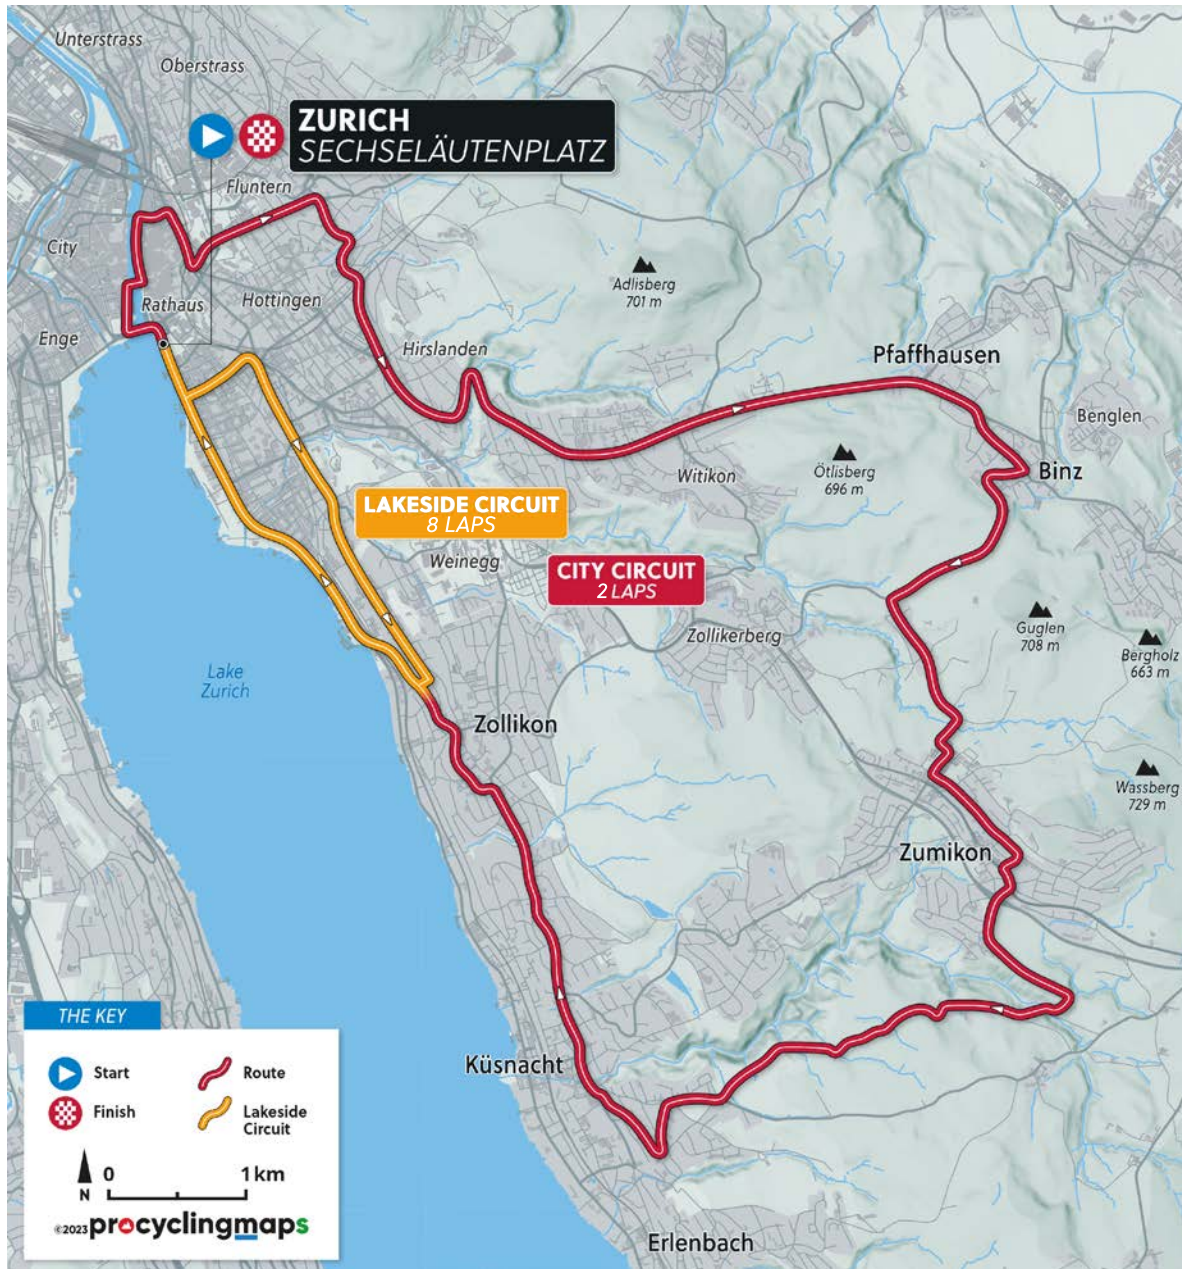 Unterstrass
Oberstrass
ZURICH
SECHSELÄUTENPLATZ
Fluntern
City
Rathaus
Hottingen
Enge
Adlisberg
701 m
Hirslanden
Pfaffhausen
Benglen
Witikon
Ötlisberg
696 m
Binz
LAKESIDE CIRCUIT
8 LAPS
Weinegg
CITY CIRCUIT
2 LAPS
Zollikerberg
Guglen
708 m
Bergholz
663 m
Lake
Zurich
Zollikon
Wassberg
729 m
Zumikon
Küsnacht
Erlenbach
THE KEY
Start
Route
Finish
Lakeside
Circuit
N
0 1 km
©2023 procyclingmaps